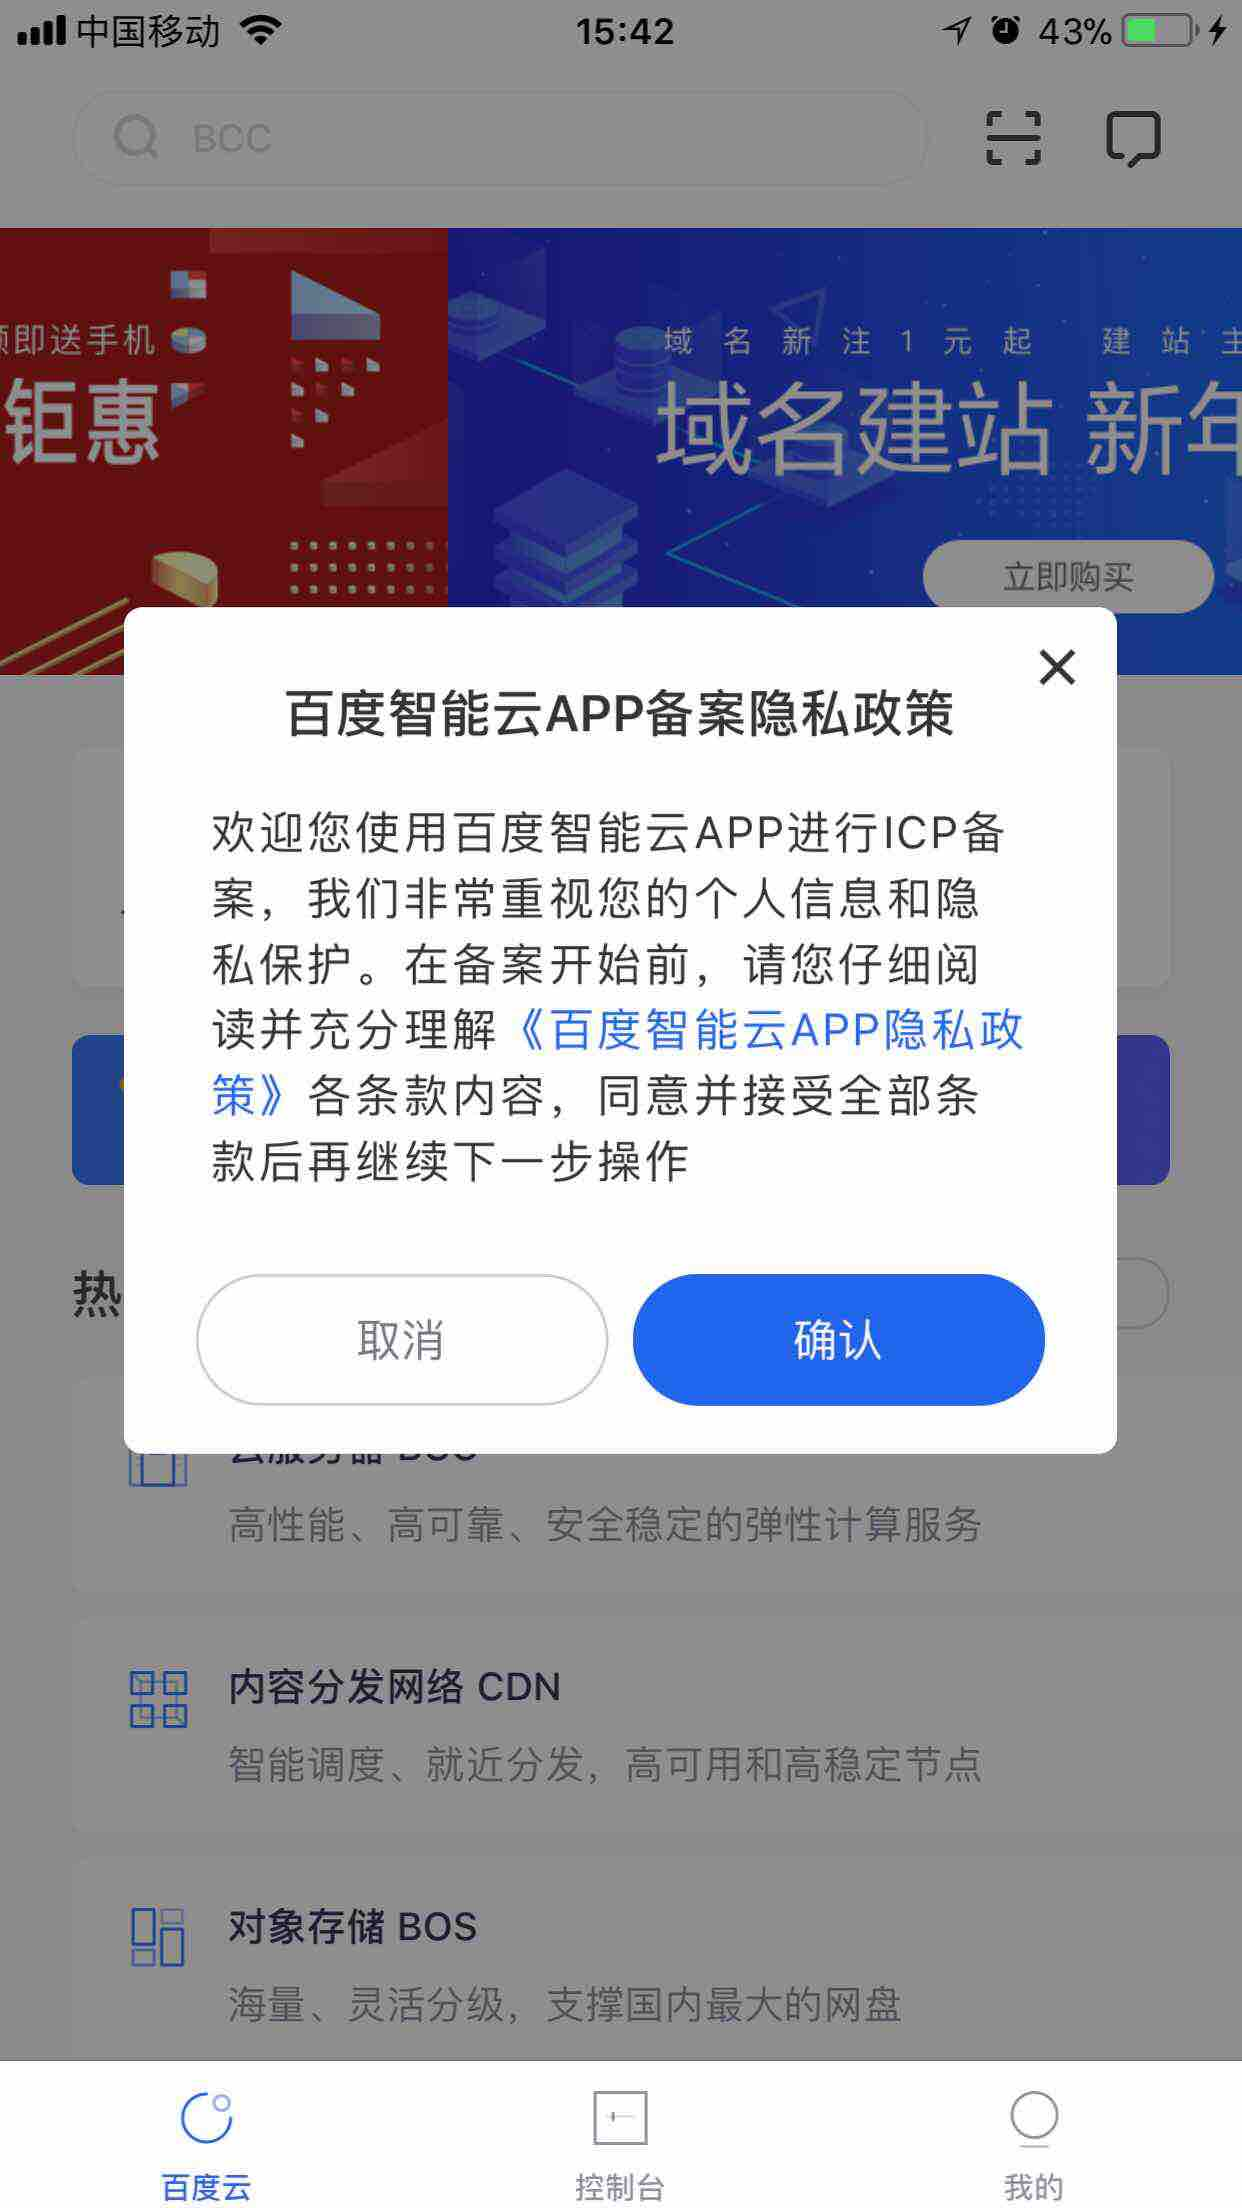 中国移动
15:42
43%
BCC
即送手机
钜惠
域名新注1元起 建站主
域名建站 新年
立即购买
百度智能云APP备案隐私政策
欢迎您使用百度智能云APP进行ICP备
案，我们非常重视您的个人信息和隐
私保护。在备案开始前，请您仔细阅
读并充分理解《百度智能云APP隐私政
策》各条款内容，同意并接受全部条
款后再继续下一步操作
热
取消
确认
云服务器 BCC
高性能、高可靠、安全稳定的弹性计算服务
内容分发网络 CDN
智能调度、就近分发，高可用和高稳定节点
对象存储 BOS
海量、灵活分级，支撑国内最大的网盘
百度云
控制台
我的